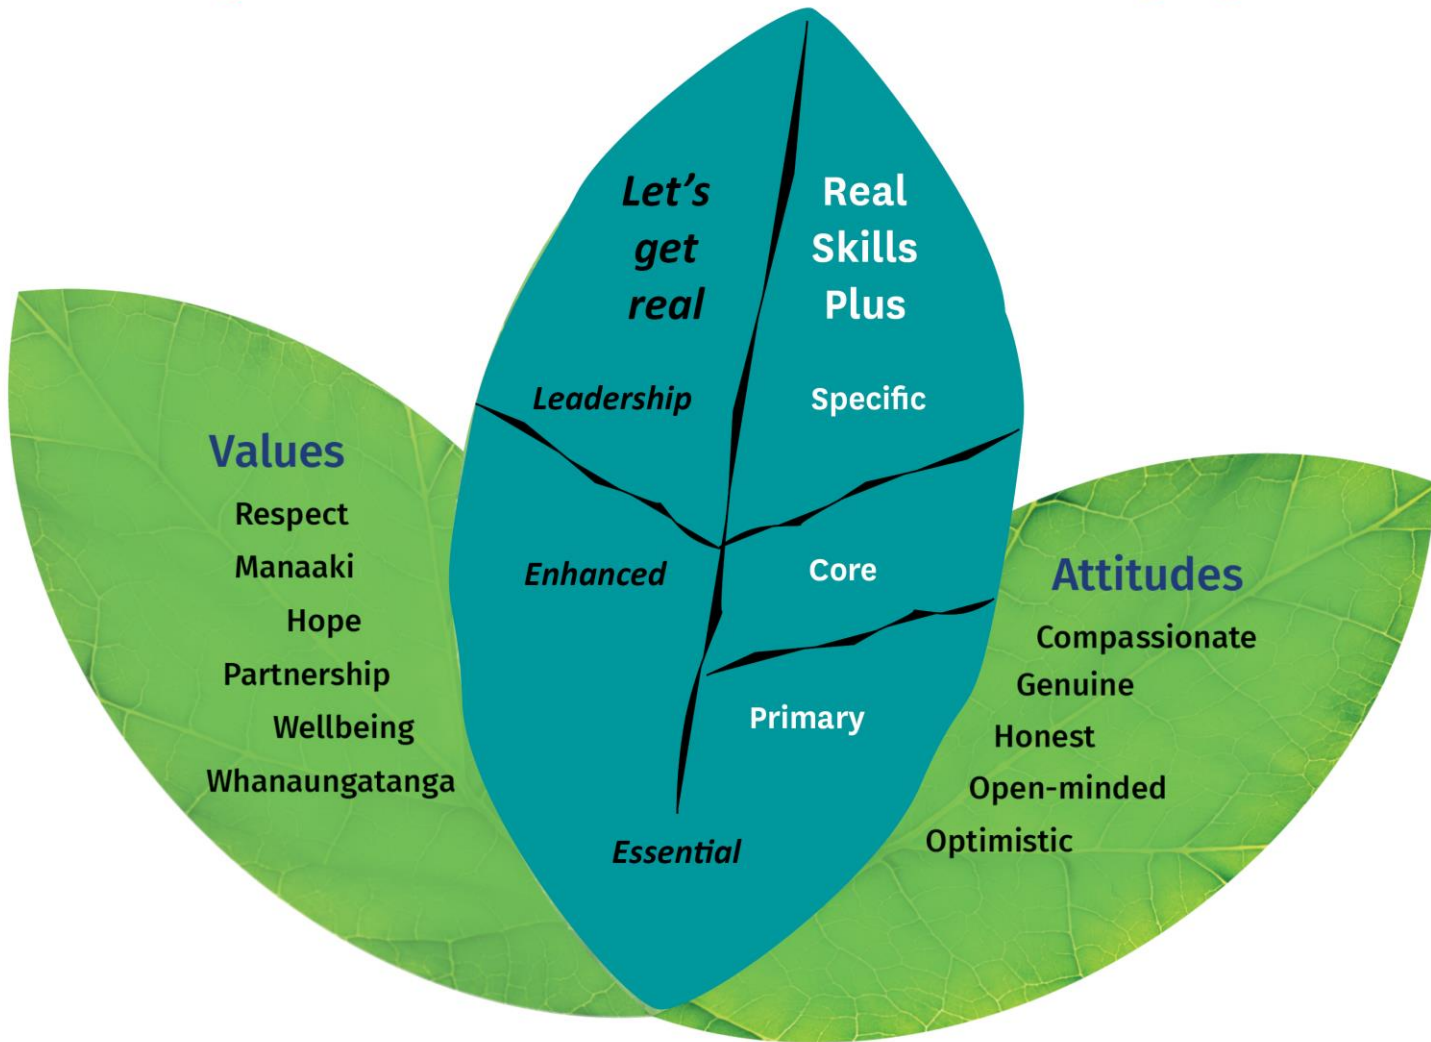 Let's
get
real
Leadership
Enhanced
Essential
Real
Skills
Plus
Specific
Core
Primary
Values
Respect
Manaaki
Hope
Partnership
Wellbeing
Whanaungatanga
Attitudes
Compassionate
Genuine
Honest
Open-minded
Optimistic